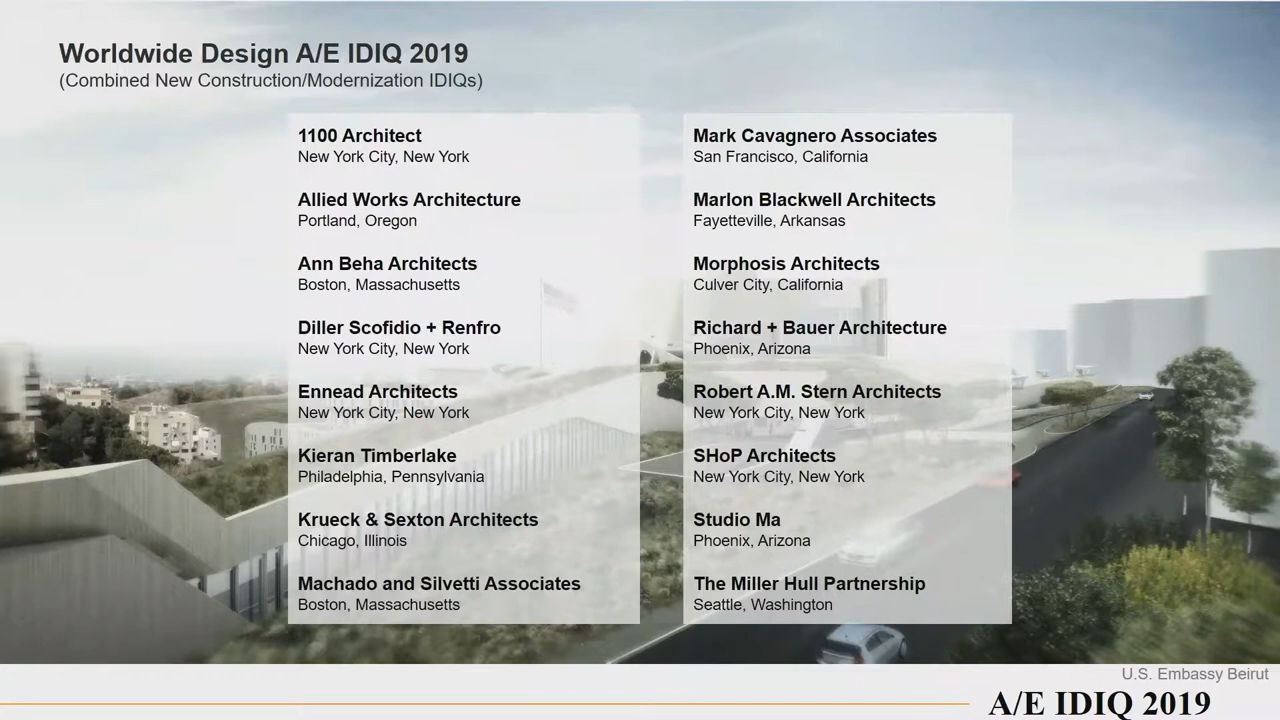 Worldwide Design A/E IDIQ 2019
(Combined New Construction/Modernization IDIQs)
1100 Architect
New York City, New York
Allied Works Architecture
Portland, Oregon
Ann Beha Architects
Boston, Massachusetts
Diller Scofidio + Renfro
New York City, New York
Ennead Architects
New York City, New York
Kieran Timberlake
Philadelphia, Pennsylvania
Krueck & Sexton Architects
Chicago, Illinois
Machado and Silvetti Associates
Boston, Massachusetts
Mark Cavagnero Associates
San Francisco, California
Marlon Blackwell Architects
Fayetteville, Arkansas
Morphosis Architects
Culver City, California
Richard + Bauer Architecture
Phoenix, Arizona
Robert A.M. Stern Architects
New York City, New York
SHoP Architects
New York City, New York
Studio Ma
Phoenix, Arizona
The Miller Hull Partnership
Seattle, Washington
U.S. Embassy Beirut
A/E IDIQ 2019